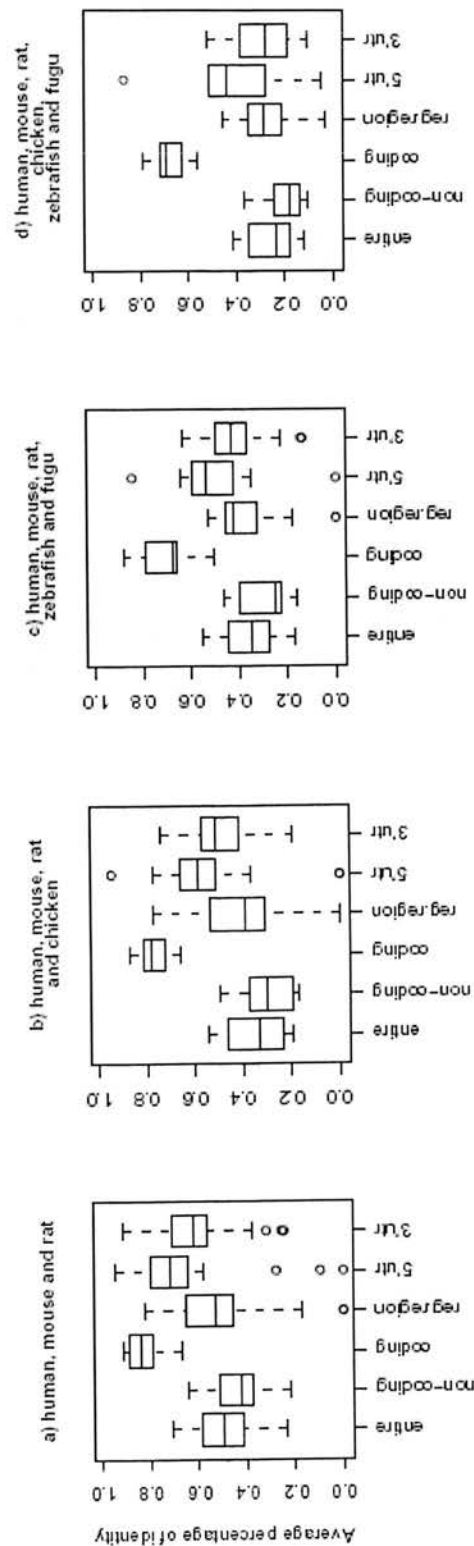 a) human, mouse and rat
Average percentage of identity
1.0
0.8
0.6
0.4
0.2
0.0
entire
non-coding
coding
reg.region
5'utr
3'utr
b) human, mouse, rat
and chicken
1.0
0.8
0.6
0.4
0.2
0.0
entire
non-coding
coding
reg.region
5'utr
3'utr
c) human, mouse, rat,
zebrafish and fugu
1.0
0.8
0.6
0.4
0.2
0.0
entire
non-coding
coding
reg.region
5'utr
3'utr
d) human, mouse, rat,
chicken,
zebrafish and fugu
1.0
0.8
0.6
0.4
0.2
0.0
entire
non-coding
coding
reg.region
5'utr
3'utr